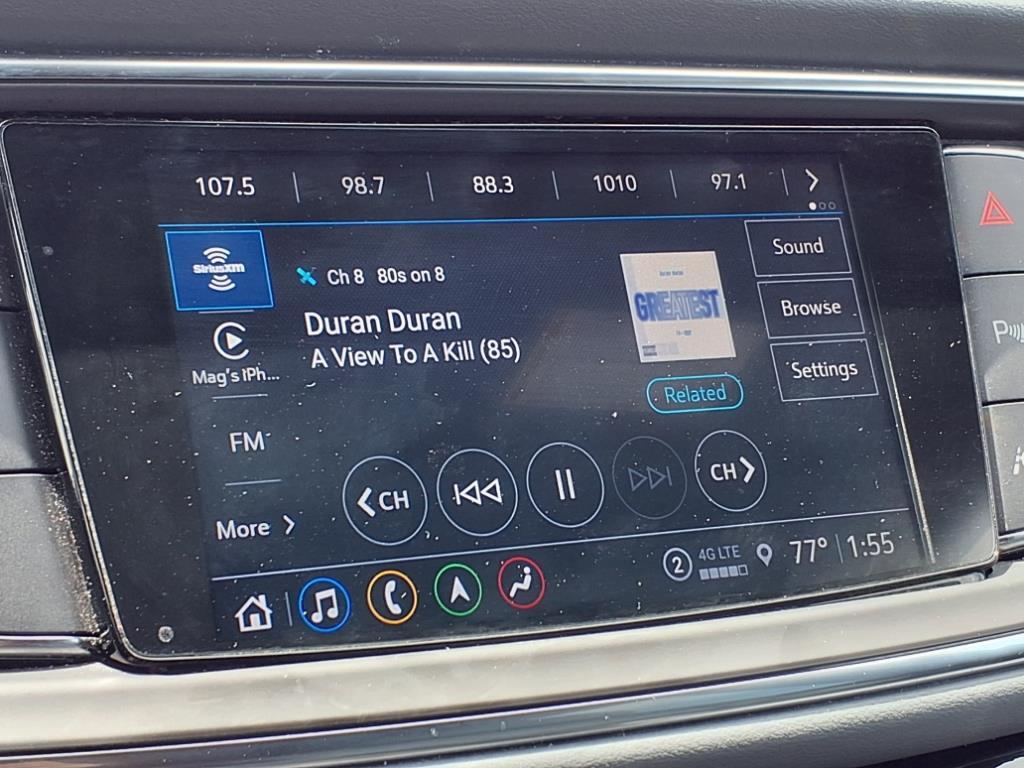 107.5 98.7 88.3 1010 97.1
SiriusXM
Ch 8 80s on 8
Duran Duran
A View To A Kill (85)
GREATEST
Related
Sound
Browse
Settings
Mag's iPh...
FM
More
CH
CH
2 4G LTE 77° 1:55
P